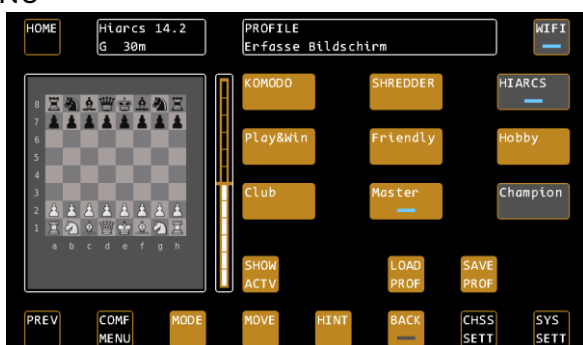 HOME
Hiarcs 14.2
G 30m
PROFILE
Erfasse Bildschirm
WIFI
KOMODO
SHREDDER
HIARCS
Play&Win
Friendly
Hobby
Club
Master
Champion
8
7
6
5
4
3
2
1
a b c d e f g h
SHOW
ACTV
LOAD
PROF
SAVE
PROF
PREV
COMF
MENU
MODE
MOVE
HINT
BACK
CHSS
SETT
SYS
SETT